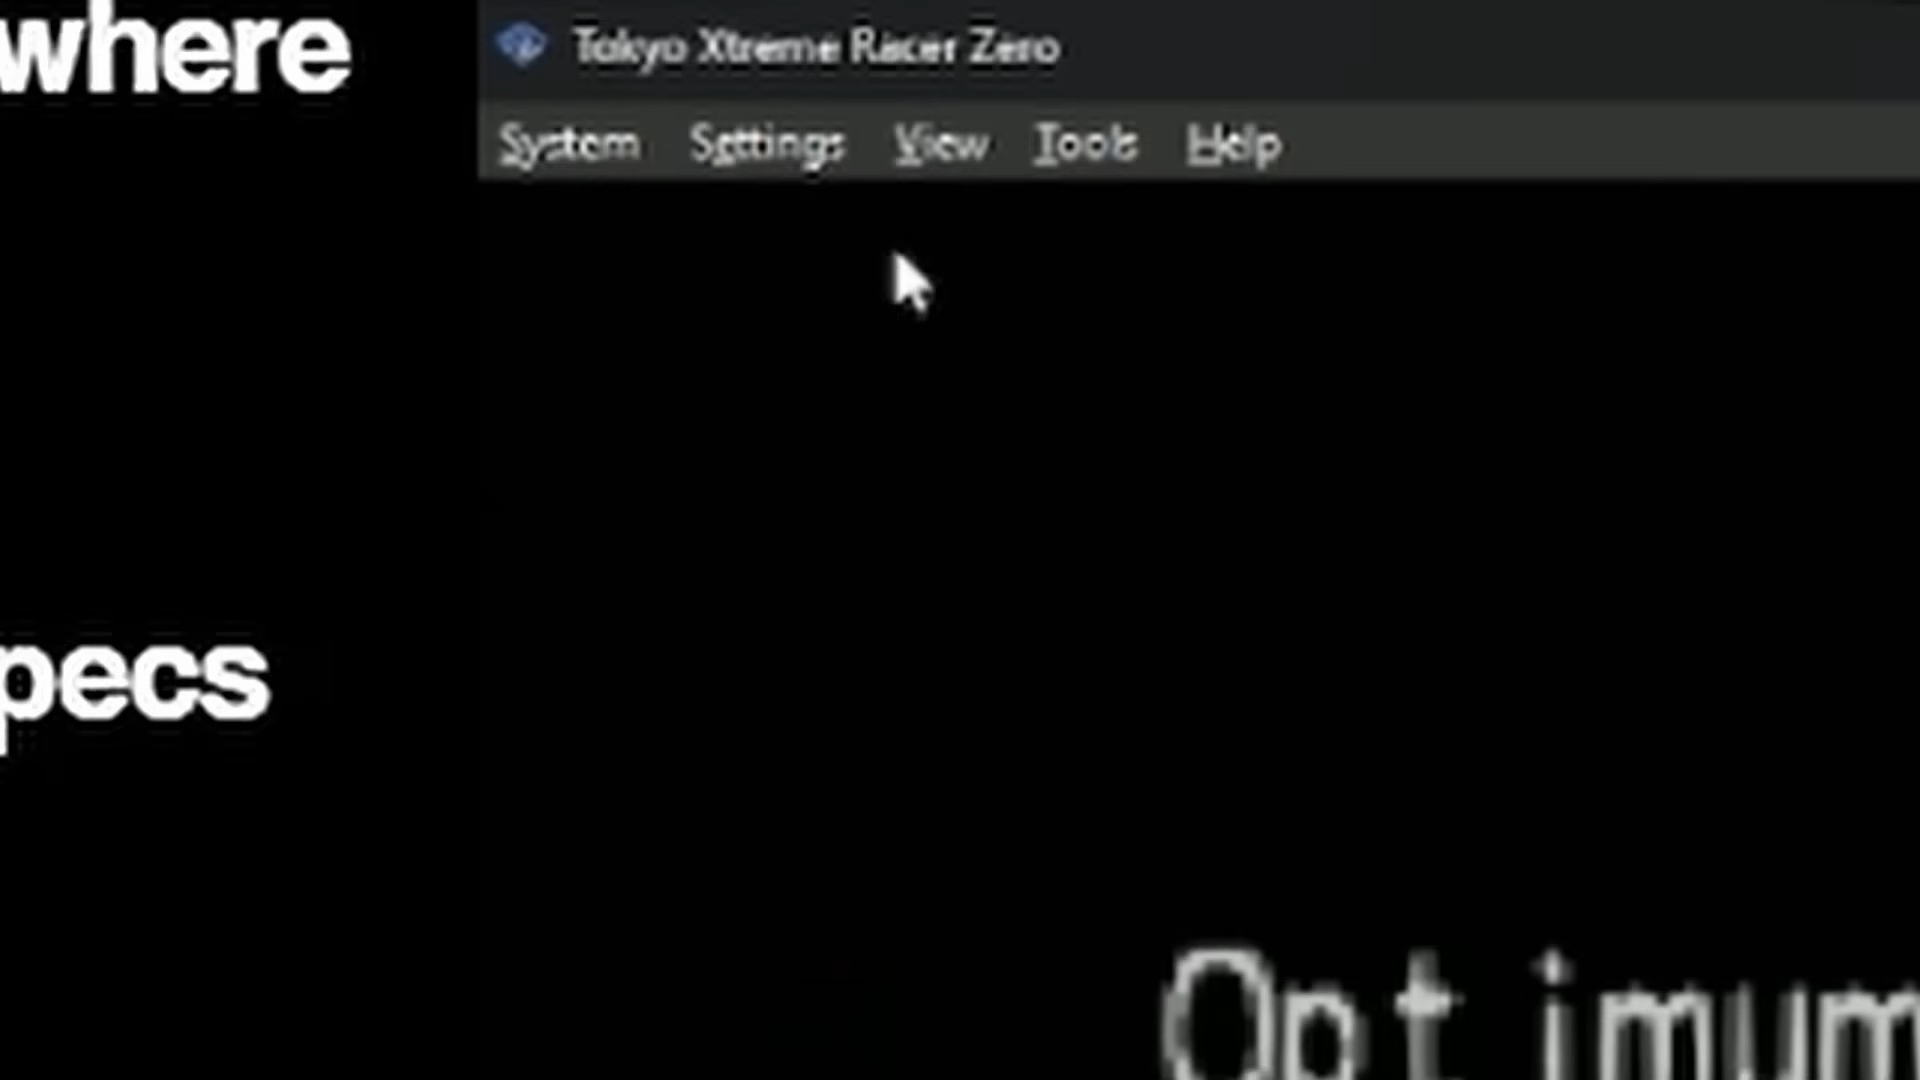 where
Tokyo Xtreme Racer Zero
System Settings View Tools Help
pecs
Optimum